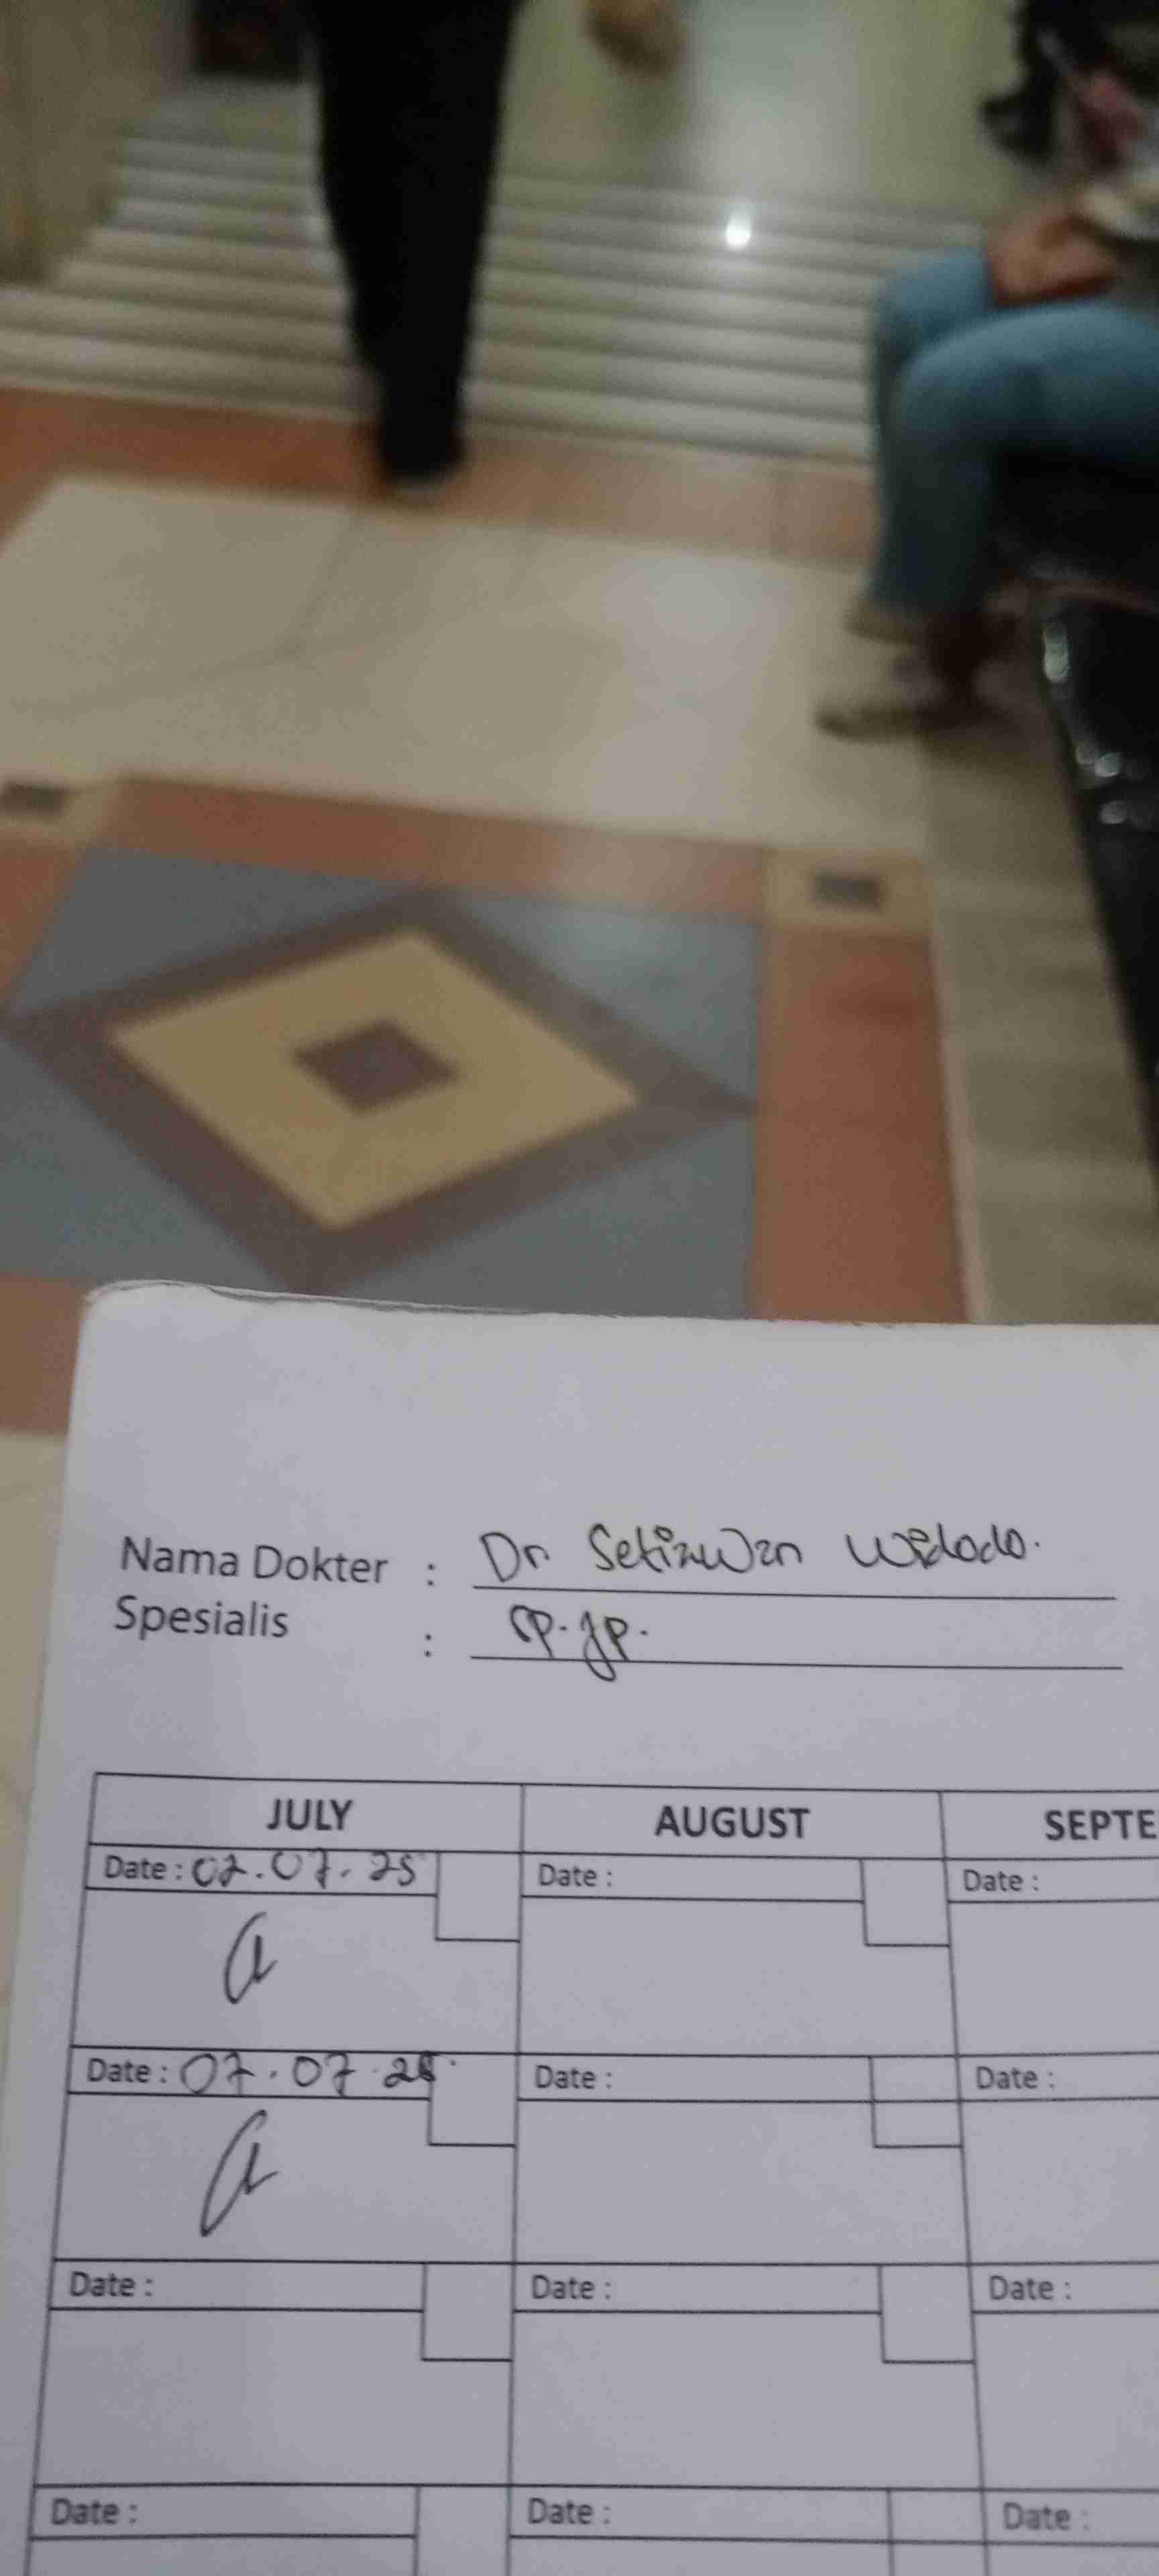 Nama Dokter : Dr Setiawan Widodo.
Spesialis : Sp.Jp.
JULY AUGUST SEPTE
Date : 02.07.25 Date : Date :
Date : 07.07.25 Date : Date :
Date : Date : Date :
Date : Date : Date :